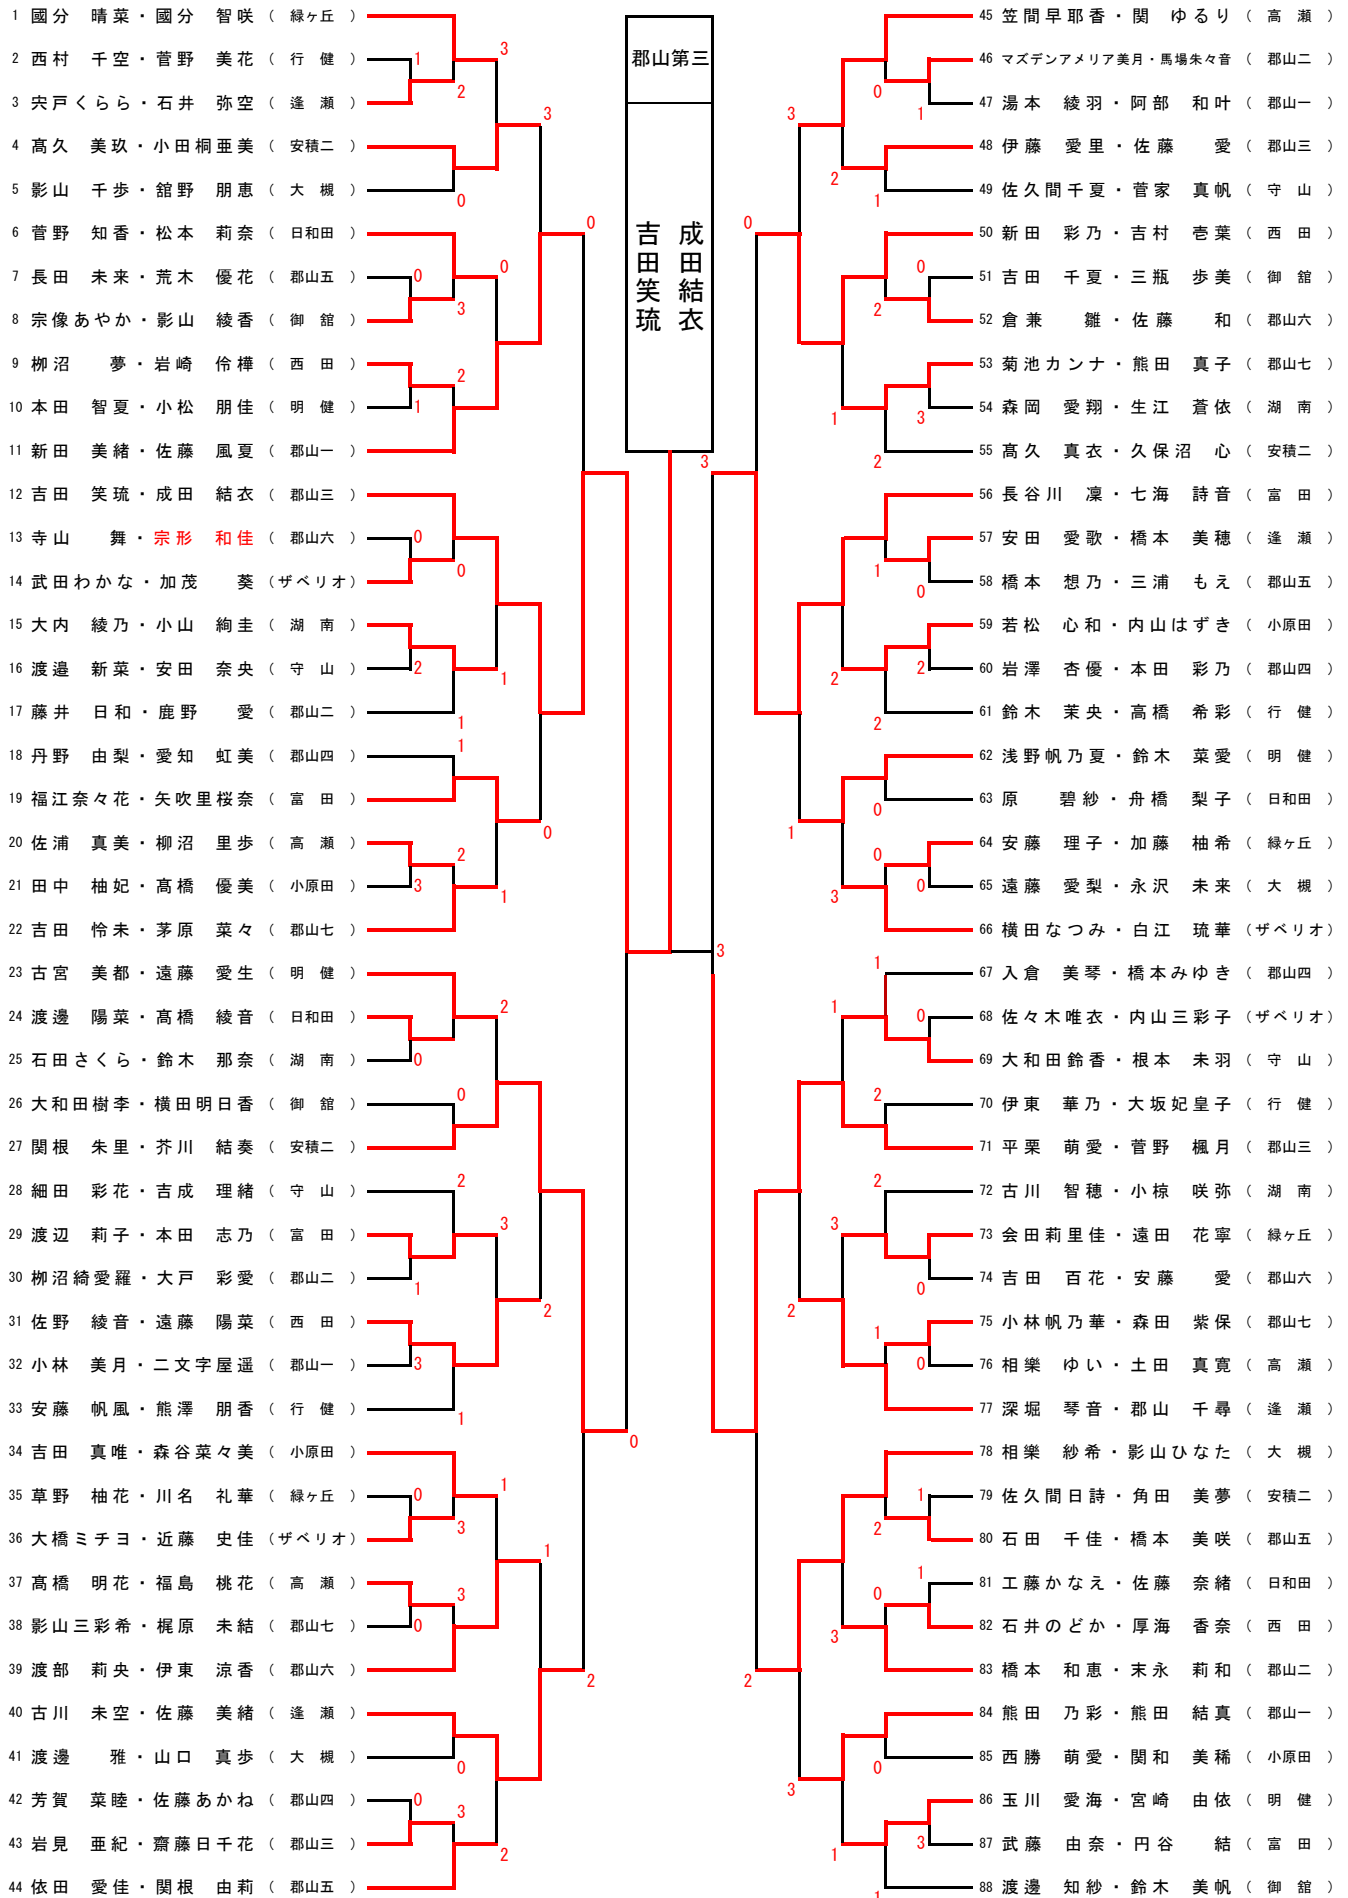 郡山第三
成田結衣
吉田笑琉
1 國分 晴菜・國分 智咲 （ 緑ヶ丘 ）
2 西村 千空・菅野 美花 （ 行 健 ）
3 宍戸くらら・石井 弥空 （ 逢 瀬 ）
4 髙久 美玖・小田桐亜美 （ 安積二 ）
5 影山 千歩・舘野 朋恵 （ 大 槻 ）
6 菅野 知香・松本 莉奈 （ 日和田 ）
7 長田 未来・荒木 優花 （ 郡山五 ）
8 宗像あやか・影山 綾香 （ 御 舘 ）
9 栁沼 夢・岩崎 伶樺 （ 西 田 ）
10 本田 智夏・小松 朋佳 （ 明 健 ）
11 新田 美緒・佐藤 風夏 （ 郡山一 ）
12 吉田 笑琉・成田 結衣 （ 郡山三 ）
13 寺山 舞・宗形 和佳 （ 郡山六 ）
14 武田わかな・加茂 葵 （ザベリオ）
15 大内 綾乃・小山 絢圭 （ 湖 南 ）
16 渡邉 新菜・安田 奈央 （ 守 山 ）
17 藤井 日和・鹿野 愛 （ 郡山二 ）
18 丹野 由梨・愛知 虹美 （ 郡山四 ）
19 福江奈々花・矢吹里桜奈 （ 富 田 ）
20 佐浦 真美・柳沼 里歩 （ 高 瀬 ）
21 田中 柚妃・髙橋 優美 （ 小原田 ）
22 吉田 怜未・茅原 菜々 （ 郡山七 ）
23 古宮 美都・遠藤 愛生 （ 明 健 ）
24 渡邊 陽菜・髙橋 綾音 （ 日和田 ）
25 石田さくら・鈴木 那奈 （ 湖 南 ）
26 大和田樹李・横田明日香 （ 御 舘 ）
27 関根 朱里・芥川 結奏 （ 安積二 ）
28 細田 彩花・吉成 理緒 （ 守 山 ）
29 渡辺 莉子・本田 志乃 （ 富 田 ）
30 栁沼綺愛羅・大戸 彩愛 （ 郡山二 ）
31 佐野 綾音・遠藤 陽菜 （ 西 田 ）
32 小林 美月・二文字屋遥 （ 郡山一 ）
33 安藤 帆風・熊澤 朋香 （ 行 健 ）
34 吉田 真唯・森谷菜々美 （ 小原田 ）
35 草野 柚花・川名 礼華 （ 緑ヶ丘 ）
36 大橋ミチヨ・近藤 史佳 （ザベリオ）
37 髙橋 明花・福島 桃花 （ 高 瀬 ）
38 影山三彩希・梶原 未結 （ 郡山七 ）
39 渡部 莉央・伊東 涼香 （ 郡山六 ）
40 古川 未空・佐藤 美緒 （ 逢 瀬 ）
41 渡邊 雅・山口 真歩 （ 大 槻 ）
42 芳賀 菜睦・佐藤あかね （ 郡山四 ）
43 岩見 亜紀・齋藤日千花 （ 郡山三 ）
44 依田 愛佳・関根 由莉 （ 郡山五 ）
45 笠間早耶香・関 ゆるり （ 高 瀬 ）
46 マズデンアメリア美月・馬場朱々音 （ 郡山二 ）
47 湯本 綾羽・阿部 和叶 （ 郡山一 ）
48 伊藤 愛里・佐藤 愛 （ 郡山三 ）
49 佐久間千夏・菅家 真帆 （ 守 山 ）
50 新田 彩乃・吉村 壱葉 （ 西 田 ）
51 吉田 千夏・三瓶 歩美 （ 御 舘 ）
52 倉兼 雛・佐藤 和 （ 郡山六 ）
53 菊池カンナ・熊田 真子 （ 郡山七 ）
54 森岡 愛翔・生江 蒼依 （ 湖 南 ）
55 髙久 真衣・久保沼 心 （ 安積二 ）
56 長谷川 凜・七海 詩音 （ 富 田 ）
57 安田 愛歌・橋本 美穂 （ 逢 瀬 ）
58 橋本 想乃・三浦 もえ （ 郡山五 ）
59 若松 心和・内山はずき （ 小原田 ）
60 岩澤 杏優・本田 彩乃 （ 郡山四 ）
61 鈴木 茉央・高橋 希彩 （ 行 健 ）
62 浅野帆乃夏・鈴木 菜愛 （ 明 健 ）
63 原 碧紗・舟橋 梨子 （ 日和田 ）
64 安藤 理子・加藤 柚希 （ 緑ヶ丘 ）
65 遠藤 愛梨・永沢 未来 （ 大 槻 ）
66 横田なつみ・白江 琉華 （ザベリオ）
67 入倉 美琴・橋本みゆき （ 郡山四 ）
68 佐々木唯衣・内山三彩子 （ザベリオ）
69 大和田鈴香・根本 未羽 （ 守 山 ）
70 伊東 華乃・大坂妃皇子 （ 行 健 ）
71 平栗 萌愛・菅野 楓月 （ 郡山三 ）
72 古川 智穂・小椋 咲弥 （ 湖 南 ）
73 会田莉里佳・遠田 花寧 （ 緑ヶ丘 ）
74 吉田 百花・安藤 愛 （ 郡山六 ）
75 小林帆乃華・森田 紫保 （ 郡山七 ）
76 相樂 ゆい・土田 真寛 （ 高 瀬 ）
77 深堀 琴音・郡山 千尋 （ 逢 瀬 ）
78 相樂 紗希・影山ひなた （ 大 槻 ）
79 佐久間日詩・角田 美夢 （ 安積二 ）
80 石田 千佳・橋本 美咲 （ 郡山五 ）
81 工藤かなえ・佐藤 奈緒 （ 日和田 ）
82 石井のどか・厚海 香奈 （ 西 田 ）
83 橋本 和恵・末永 莉和 （ 郡山二 ）
84 熊田 乃彩・熊田 結真 （ 郡山一 ）
85 西勝 萌愛・関和 美稀 （ 小原田 ）
86 玉川 愛海・宮崎 由依 （ 明 健 ）
87 武藤 由奈・円谷 結 （ 富 田 ）
88 渡邊 知紗・鈴木 美帆 （ 御 舘 ）